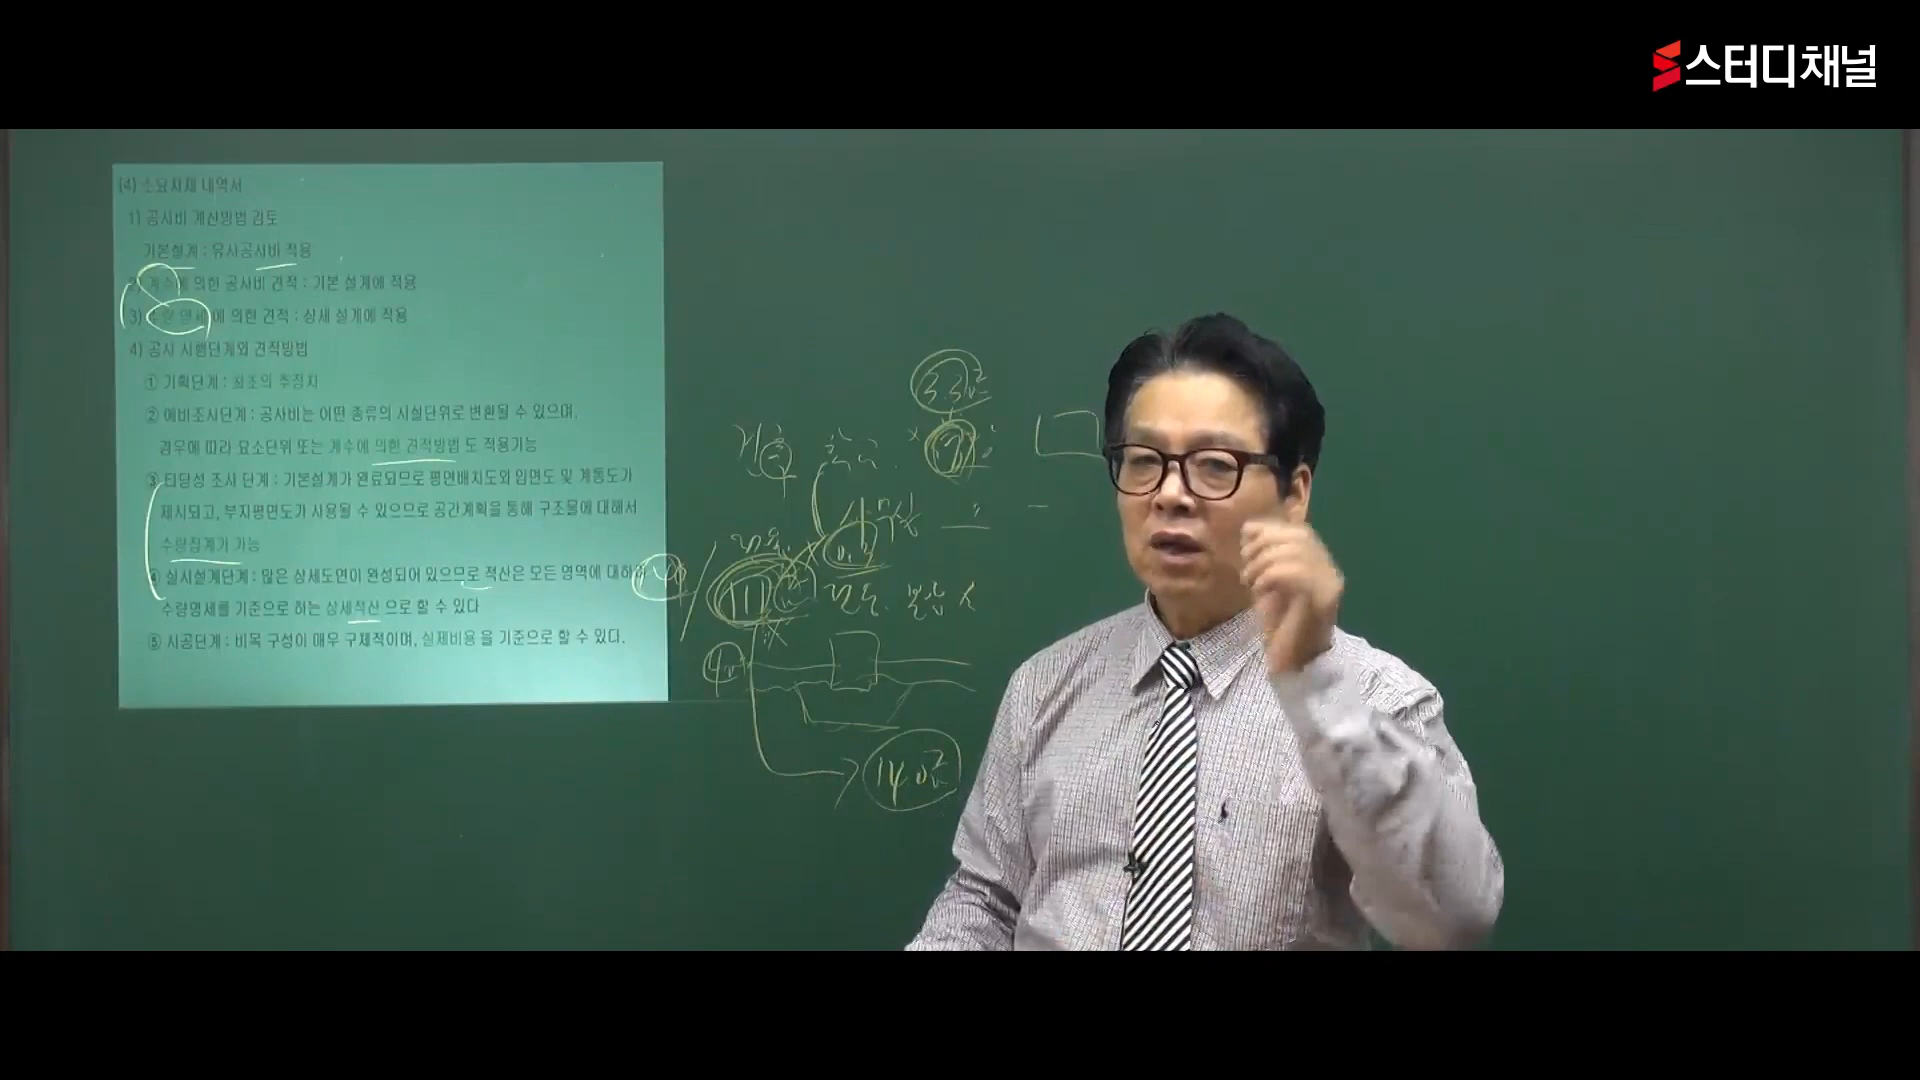 스터디채널
(4) 소요자재 내역서
1) 공사비 계산방법 검토
기본설계 : 유사공사비 적용
2) 계수에 의한 공사비 견적 : 기본 설계에 적용
3) 수량 명세에 의한 견적 : 상세 설계에 적용
4) 공사 시행단계와 견적방법
① 기획단계 : 최초의 추정치
② 예비조사단계 : 공사비는 어떤 종류의 시설단위로 변환될 수 있으며,
경우에 따라 요소단위 또는 계수에 의한 견적방법 도 적용가능
③ 타당성 조사 단계 : 기본설계가 완료되므로 평면배치도와 입면도 및 계통도가
제시되고, 부지평면도가 사용될 수 있으므로 공간계획을 통해 구조물에 대해서
수량집계가 가능
④ 실시설계단계 : 많은 상세도면이 완성되어 있으므로 적산은 모든 영역에 대하여
수량명세를 기준으로 하는 상세적산 으로 할 수 있다
⑤ 시공단계 : 비목 구성이 매우 구체적이며, 실제비용 을 기준으로 할 수 있다.
3.3
사무실
111
14.0